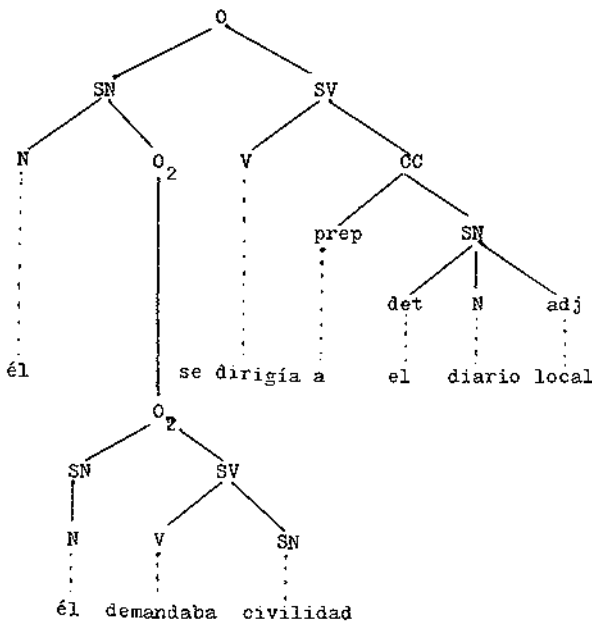 O
SN SV
N O₂ V CC
prep SN
det N adj
él se dirigía a el diario local
O₂
SN SV
N V SN
él demandaba civilidad